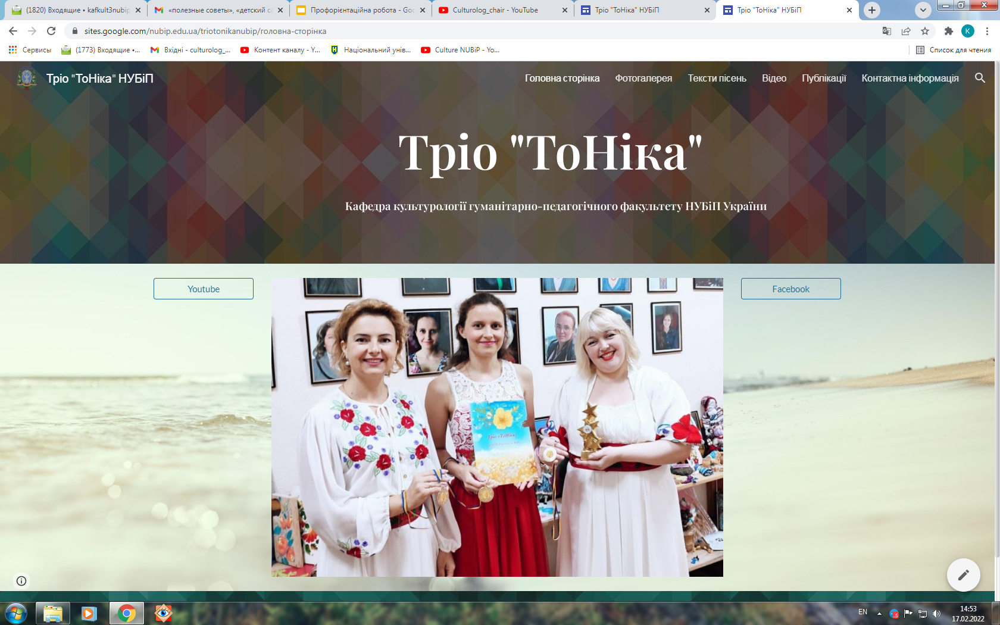 (1820) Входящие • kafkult3nubip
«полезные советы», «детский са
Профорієнтаційна робота - Goo
Culturolog_chair - YouTube
Тріо "ТоНіка" НУБіП
Тріо "ТоНіка" НУБіП
sites.google.com/nubip.edu.ua/triotonikanubip/головна-сторінка
K
Сервисы
(1773) Входящие •...
Вхідні - culturolog_...
Контент каналу - Y...
Національний унів...
Culture NUBiP - Yo...
Список для чтения
Тріо "ТоНіка" НУБіП
Головна сторінка
Фотогалерея
Тексти пісень
Відео
Публікації
Контактна інформація
Тріо "ТоНіка"
Кафедра культурології гуманітарно-педагогічного факультету НУБіП України
Youtube
Facebook
Тріо «ТоНіка»
EN
14:53
17.02.2022